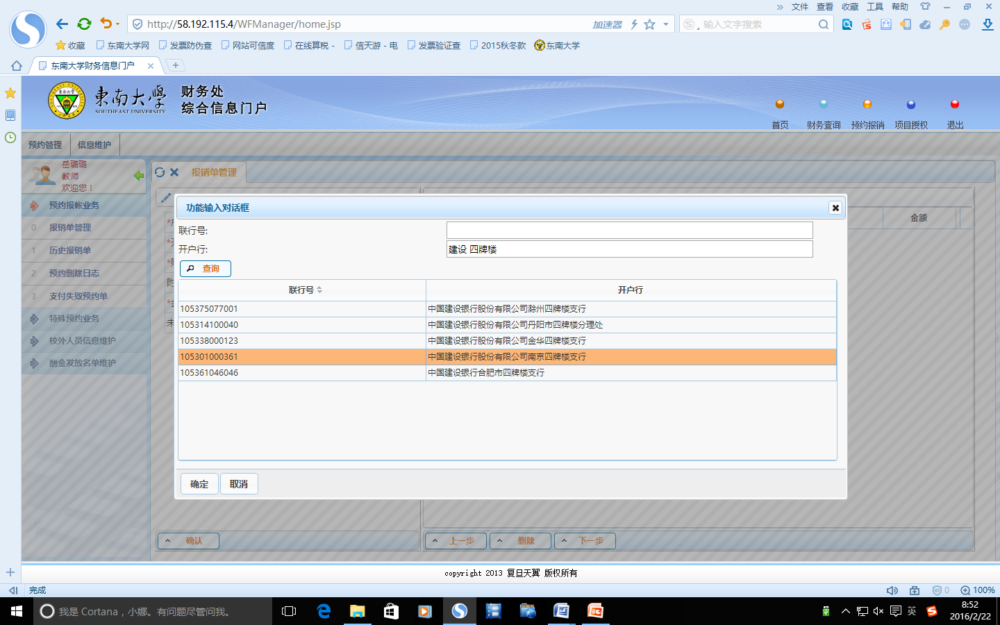 » 文件 查看 收藏 工具 帮助
http://58.192.115.4/WFManager/home.jsp 加速器 输入文字搜索
收藏 东南大学网 发票防伪查 网站可信度 在线算税 - 信天游 - 电 发票验证查 2015秋冬款 东南大学
东南大学财务信息门户
東南大學 财务处
SOUTHEAST UNIVERSITY 综合信息门户
首页 财务查询 预约报销 项目授权 退出
预约管理 信息维护
岳璐璐
教师
欢迎您！
报销单管理
预约报帐业务
0 报销单管理
1 历史报销单
2 预约删除日志
3 支付失败预约单
特殊预约业务
校外人员信息维护
酬金发放名单维护
金额
功能输入对话框
联行号:
开户行: 建设 四牌楼
查询
联行号 开户行
105375077001 中国建设银行股份有限公司滁州四牌楼支行
105314100040 中国建设银行股份有限公司丹阳市四牌楼分理处
105338000123 中国建设银行股份有限公司金华四牌楼支行
105301000361 中国建设银行股份有限公司南京四牌楼支行
105361046046 中国建设银行合肥市四牌楼支行
确定 取消
确认 上一步 删除 下一步
copyright 2013 复旦天翼 版权所有
完成 0 100%
我是 Cortana，小娜。有问题尽管问我。 英 8:52
2016/2/22